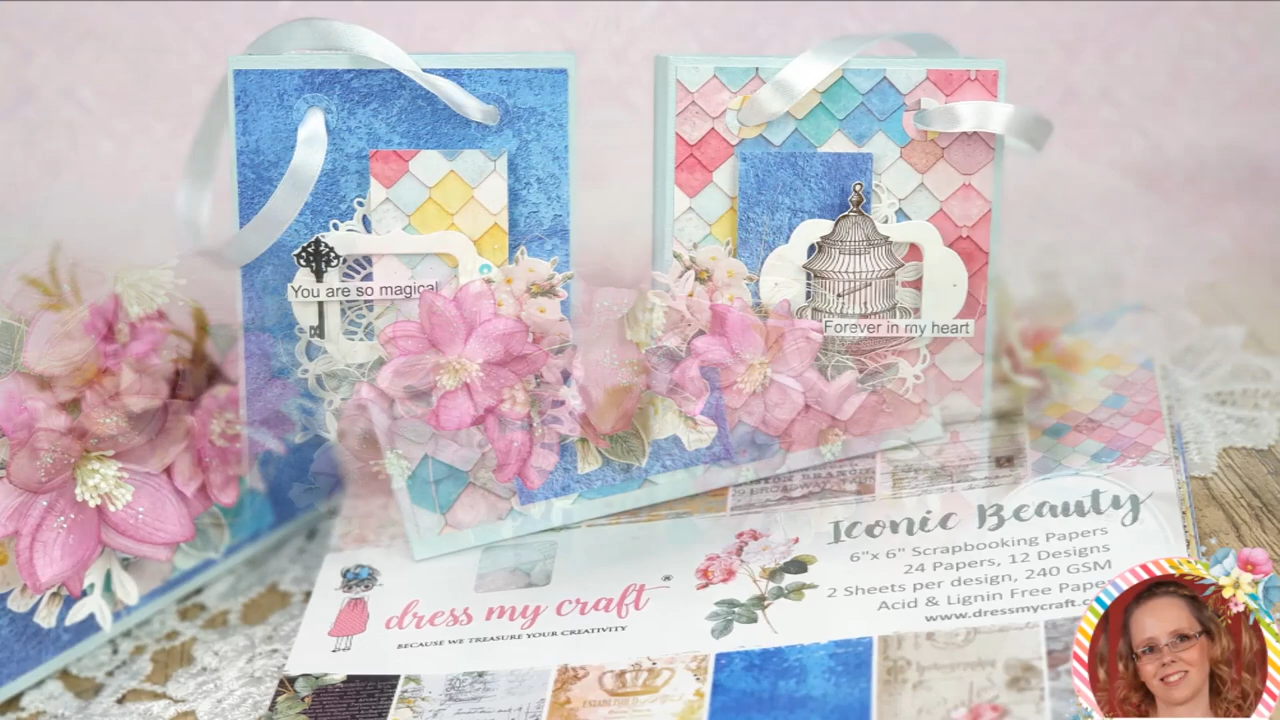 You are so magical
Forever in my heart
Iconic Beauty
6"x 6" Scrapbooking Papers
24 Papers, 12 Designs
2 Sheets per design, 240 GSM
Acid & Lignin Free Paper
www.dressmycraft.c
dress my craft®
BECAUSE WE TREASURE YOUR CREATIVITY